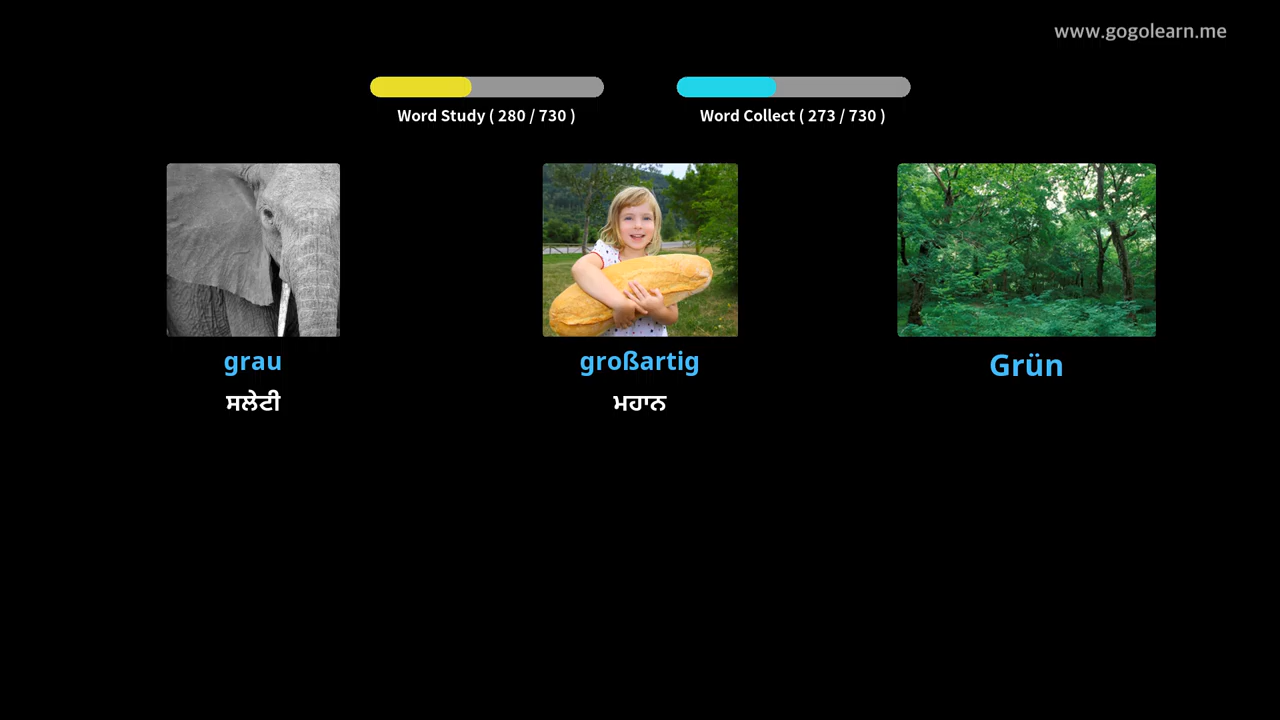 www.gogolearn.me
Word Study ( 280 / 730 )
Word Collect ( 273 / 730 )
grau
großartig
Grün
ਸਲੇਟੀ
ਮਹਾਨ